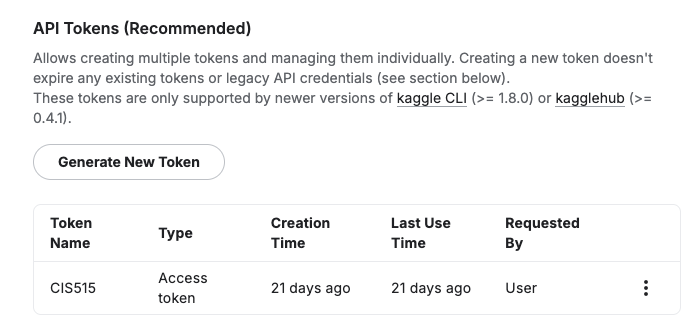 API Tokens (Recommended)
Allows creating multiple tokens and managing them individually. Creating a new token doesn't
expire any existing tokens or legacy API credentials (see section below).
These tokens are only supported by newer versions of kaggle CLI (>= 1.8.0) or kagglehub (>=
0.4.1).
Generate New Token
Token Name Type Creation Time Last Use Time Requested By
CIS515 Access token 21 days ago 21 days ago User